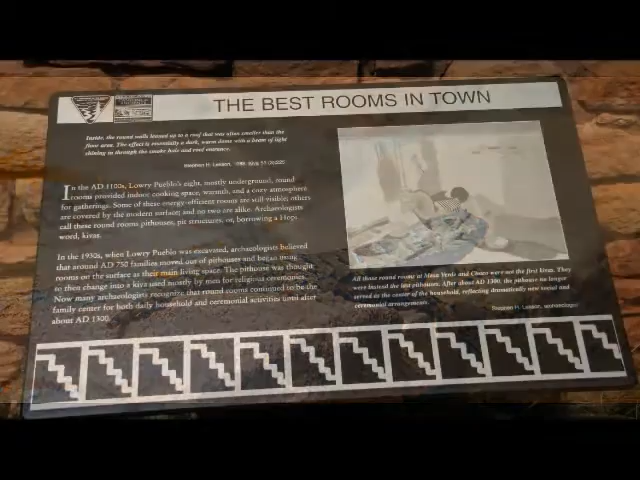 THE BEST ROOMS IN TOWN
Inside, the round walls leaned up to a roof that was often smaller than the
floor area. The effect is essentially a dark, warm dome with a beam of light
shining in through the smoke hole and roof entrance.
Stephen H. Lekson, 1988,
In the AD 1100s, Lowry Pueblo's eight, mostly underground, round
rooms provided indoor cooking space, warmth, and a cozy atmosphere
for gatherings. Some of these energy-efficient rooms are still visible; others
are covered by the modern surface; and no two are alike. Archaeologists
call these round rooms pithouses, pit structures, or, borrowing a Hopi
word, kivas.
In the 1930s, when Lowry Pueblo was excavated, archaeologists believed
that around AD 750 families moved out of pithouses and began using
rooms on the surface as their main living space. The pithouse was thought
to then change into a kiva used mostly by men for religious ceremonies.
Now many archaeologists recognize that round rooms continued to be the
family center for both daily household and ceremonial activities until after
about AD 1300.
All those round rooms at Mesa Verde and Chaco were not the first kivas. They
were instead the last pithouses. After about AD 1300, the pithouse no longer
served as the center of the household, reflecting dramatically new social and
ceremonial arrangements.
Stephen H. Lekson, archaeologist